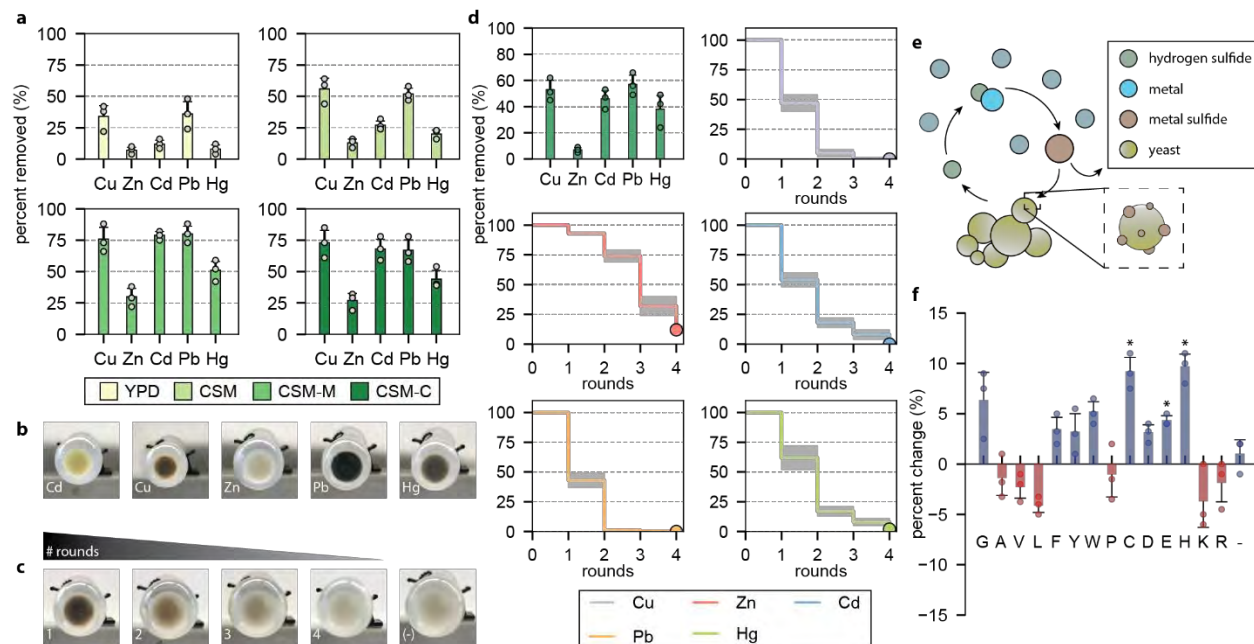 a
percent removed (%)
100
75
50
25
0
Cu Zn Cd Pb Hg
100
75
50
25
0
Cu Zn Cd Pb Hg
100
75
50
25
0
Cu Zn Cd Pb Hg
100
75
50
25
0
Cu Zn Cd Pb Hg
YPD CSM CSM-M CSM-C
b
Cd Cu Zn Pb Hg
# rounds
c
1 2 3 4 (-)
d
percent removed (%)
100
80
60
40
20
0
Cu Zn Cd Pb Hg
100
75
50
25
0
0 1 2 3 4
rounds
100
75
50
25
0
0 1 2 3 4
rounds
100
75
50
25
0
0 1 2 3 4
rounds
100
75
50
25
0
0 1 2 3 4
rounds
100
75
50
25
0
0 1 2 3 4
rounds
Cu Zn Cd
Pb Hg
e
hydrogen sulfide
metal
metal sulfide
yeast
f
percent change (%)
15
10
5
0
−5
−10
−15
* * *
G A V L F Y W P C D E H K R -